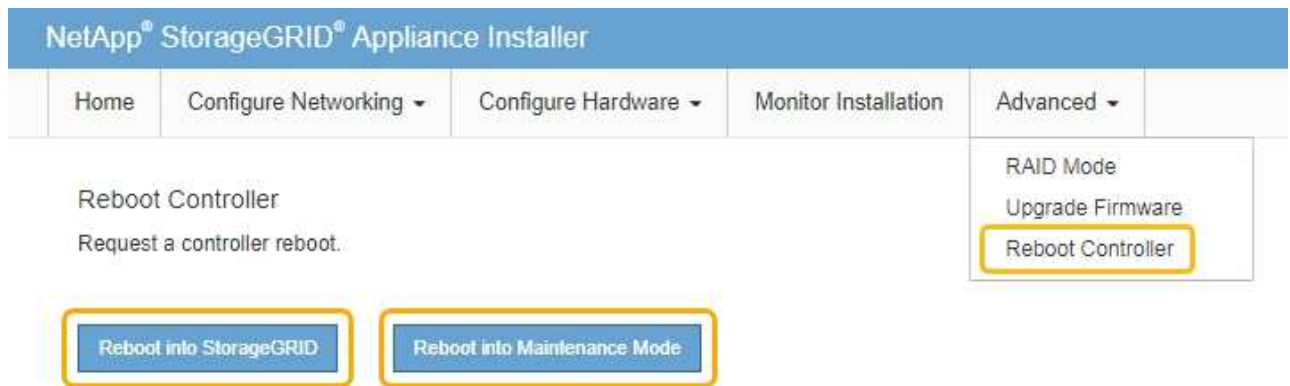 NetApp® StorageGRID® Appliance Installer
Home Configure Networking Configure Hardware Monitor Installation Advanced
RAID Mode
Upgrade Firmware
Reboot Controller
Reboot Controller
Request a controller reboot.
Reboot into StorageGRID Reboot into Maintenance Mode